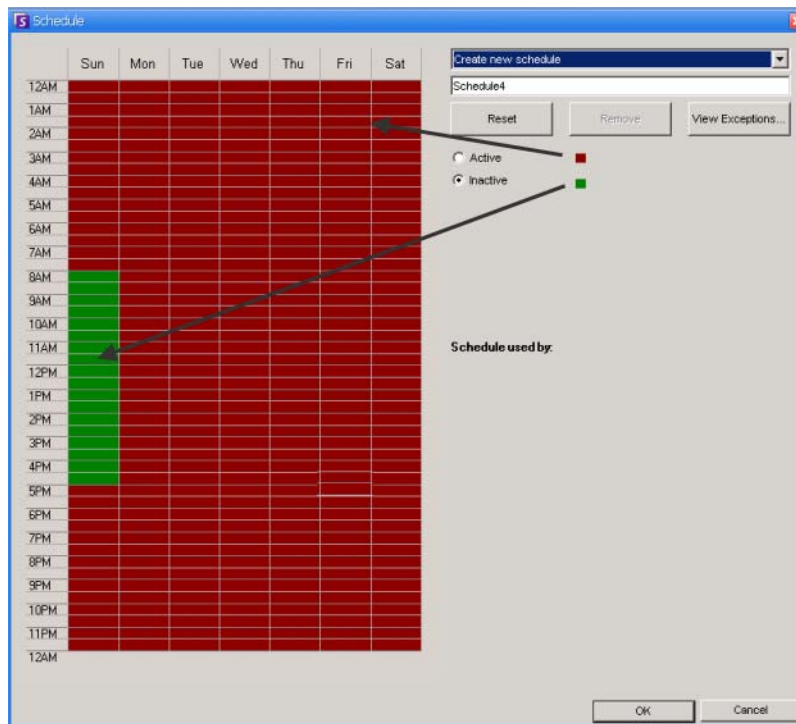 Schedule
Sun Mon Tue Wed Thu Fri Sat
12AM
1AM
2AM
3AM
4AM
5AM
6AM
7AM
8AM
9AM
10AM
11AM
12PM
1PM
2PM
3PM
4PM
5PM
6PM
7PM
8PM
9PM
10PM
11PM
12AM
Create new schedule
Schedule4
Reset Remove View Exceptions...
Active
Inactive
Schedule used by:
OK Cancel